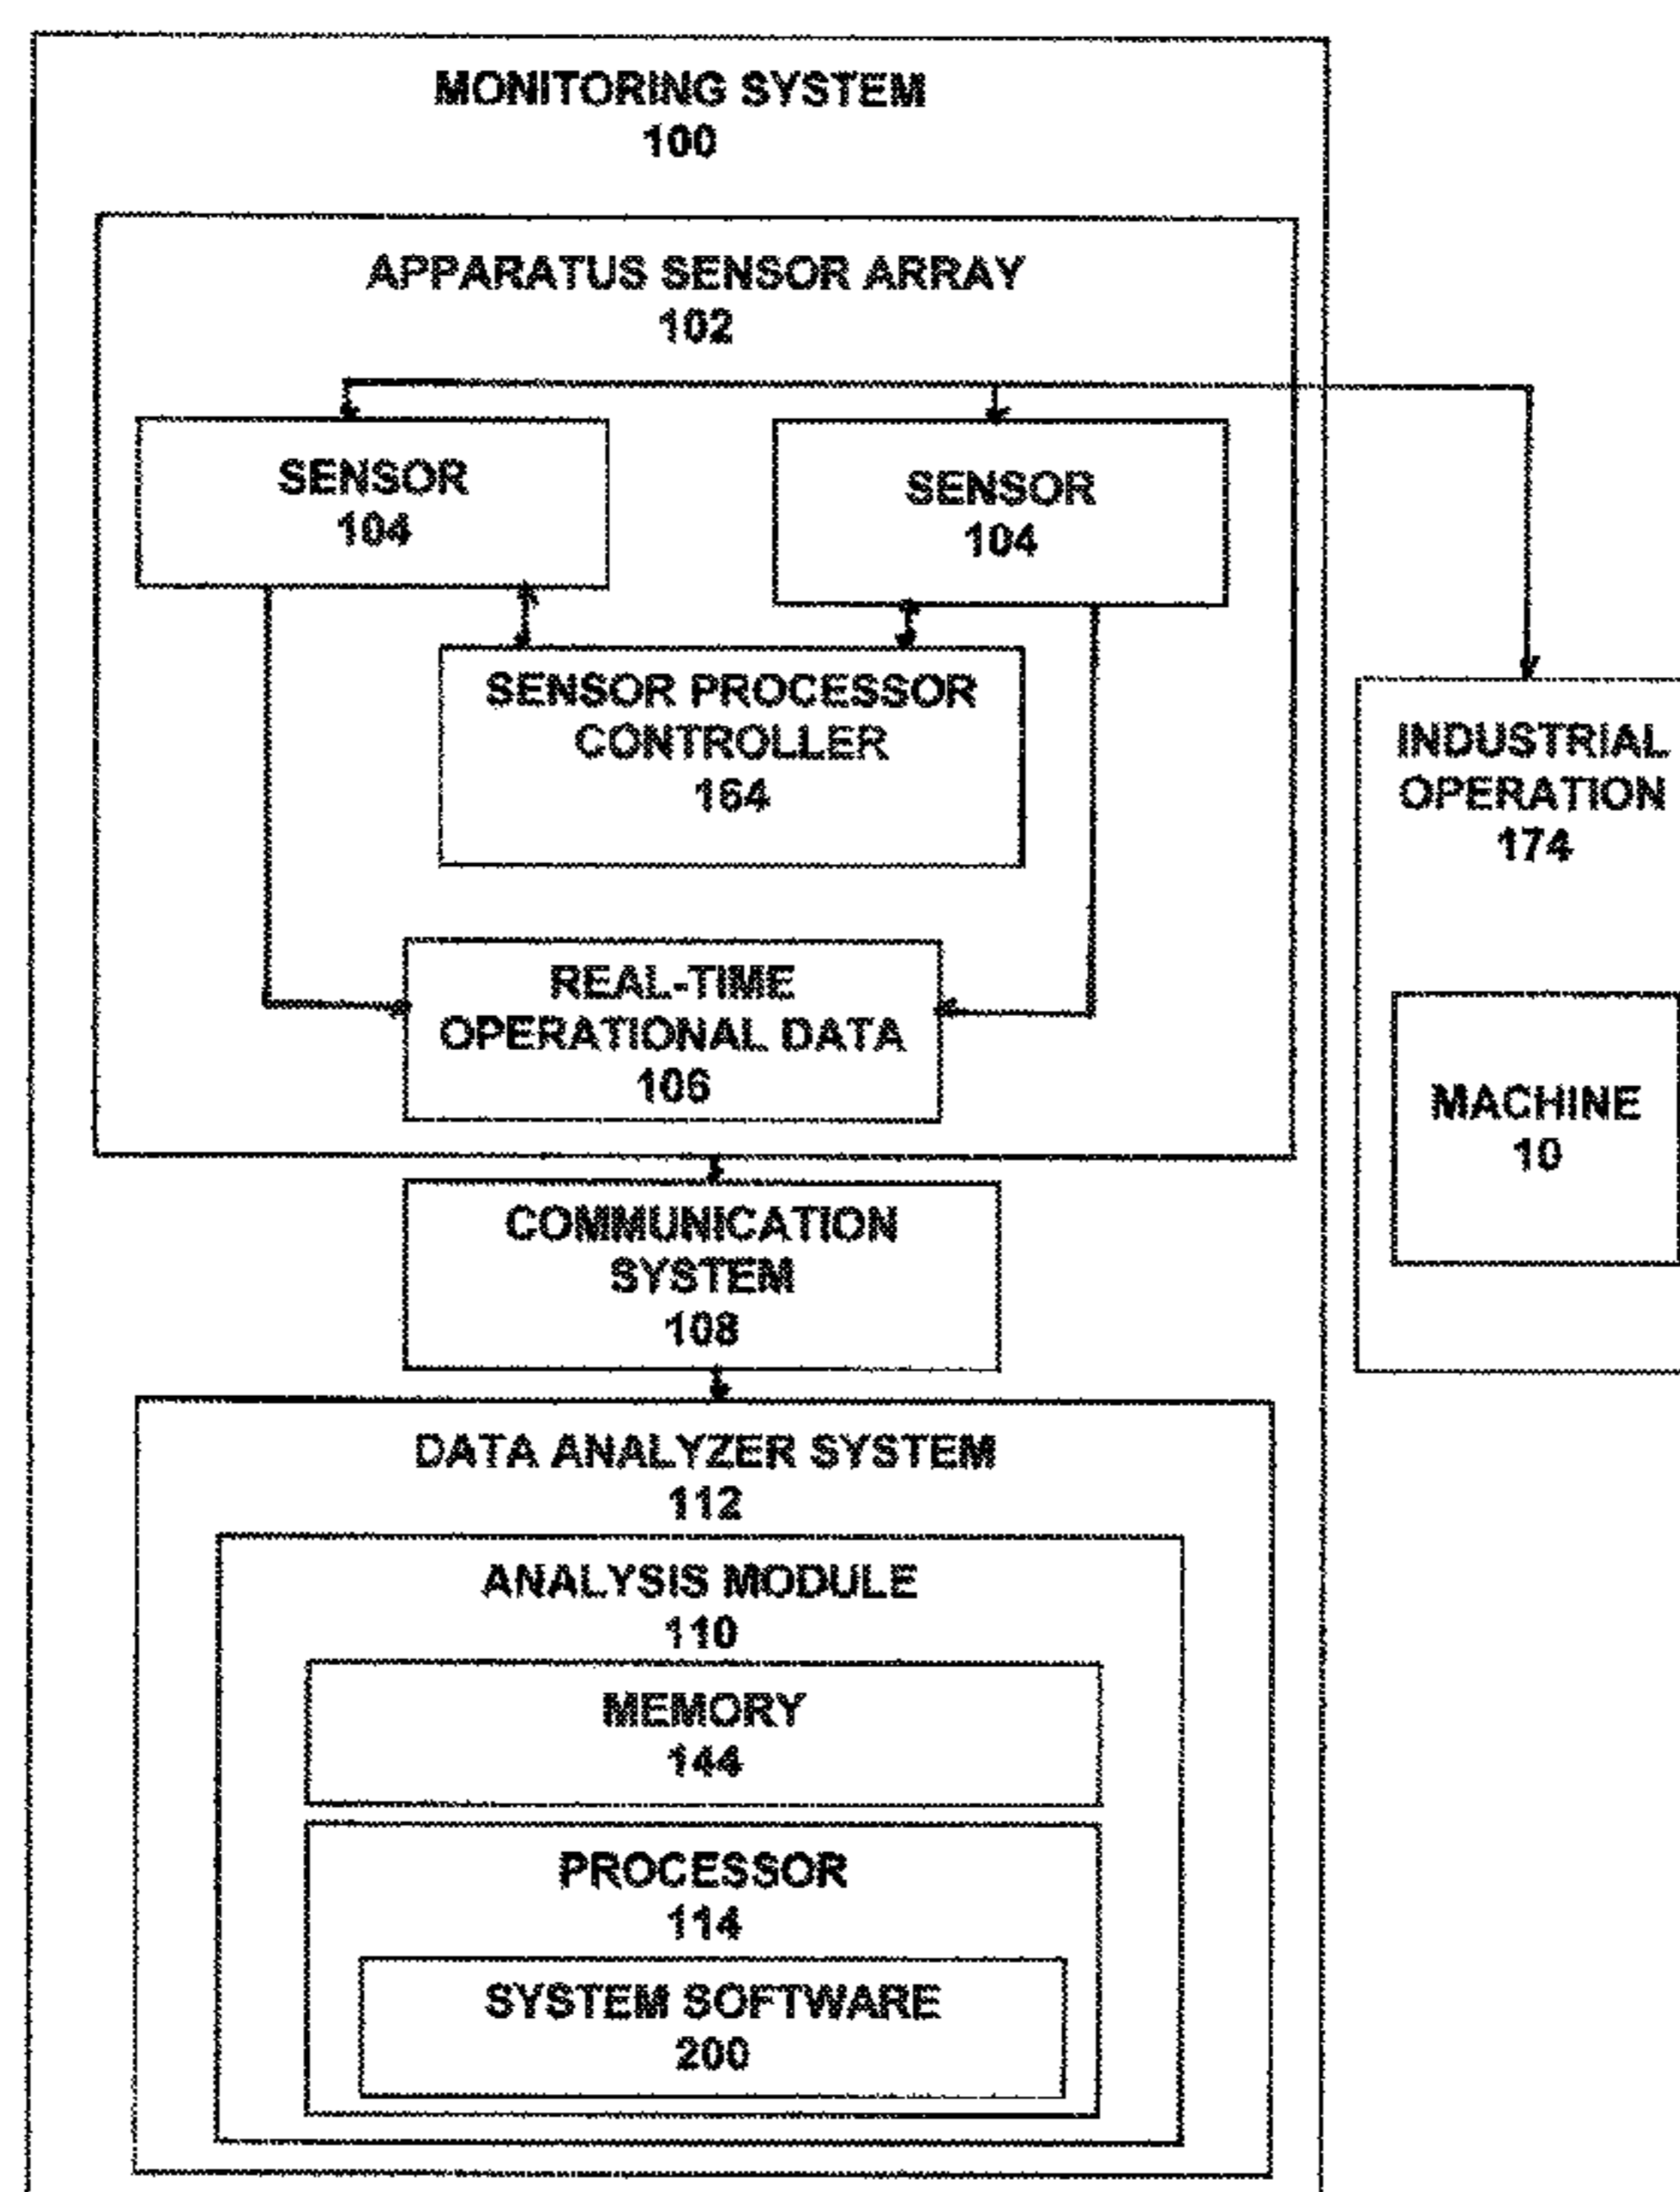 MONITORING SYSTEM
100
APPARATUS SENSOR ARRAY
102
SENSOR
104
SENSOR
104
SENSOR PROCESSOR
CONTROLLER
164
REAL-TIME
OPERATIONAL DATA
106
INDUSTRIAL
OPERATION
174
MACHINE
10
COMMUNICATION
SYSTEM
108
DATA ANALYZER SYSTEM
112
ANALYSIS MODULE
110
MEMORY
144
PROCESSOR
114
SYSTEM SOFTWARE
200